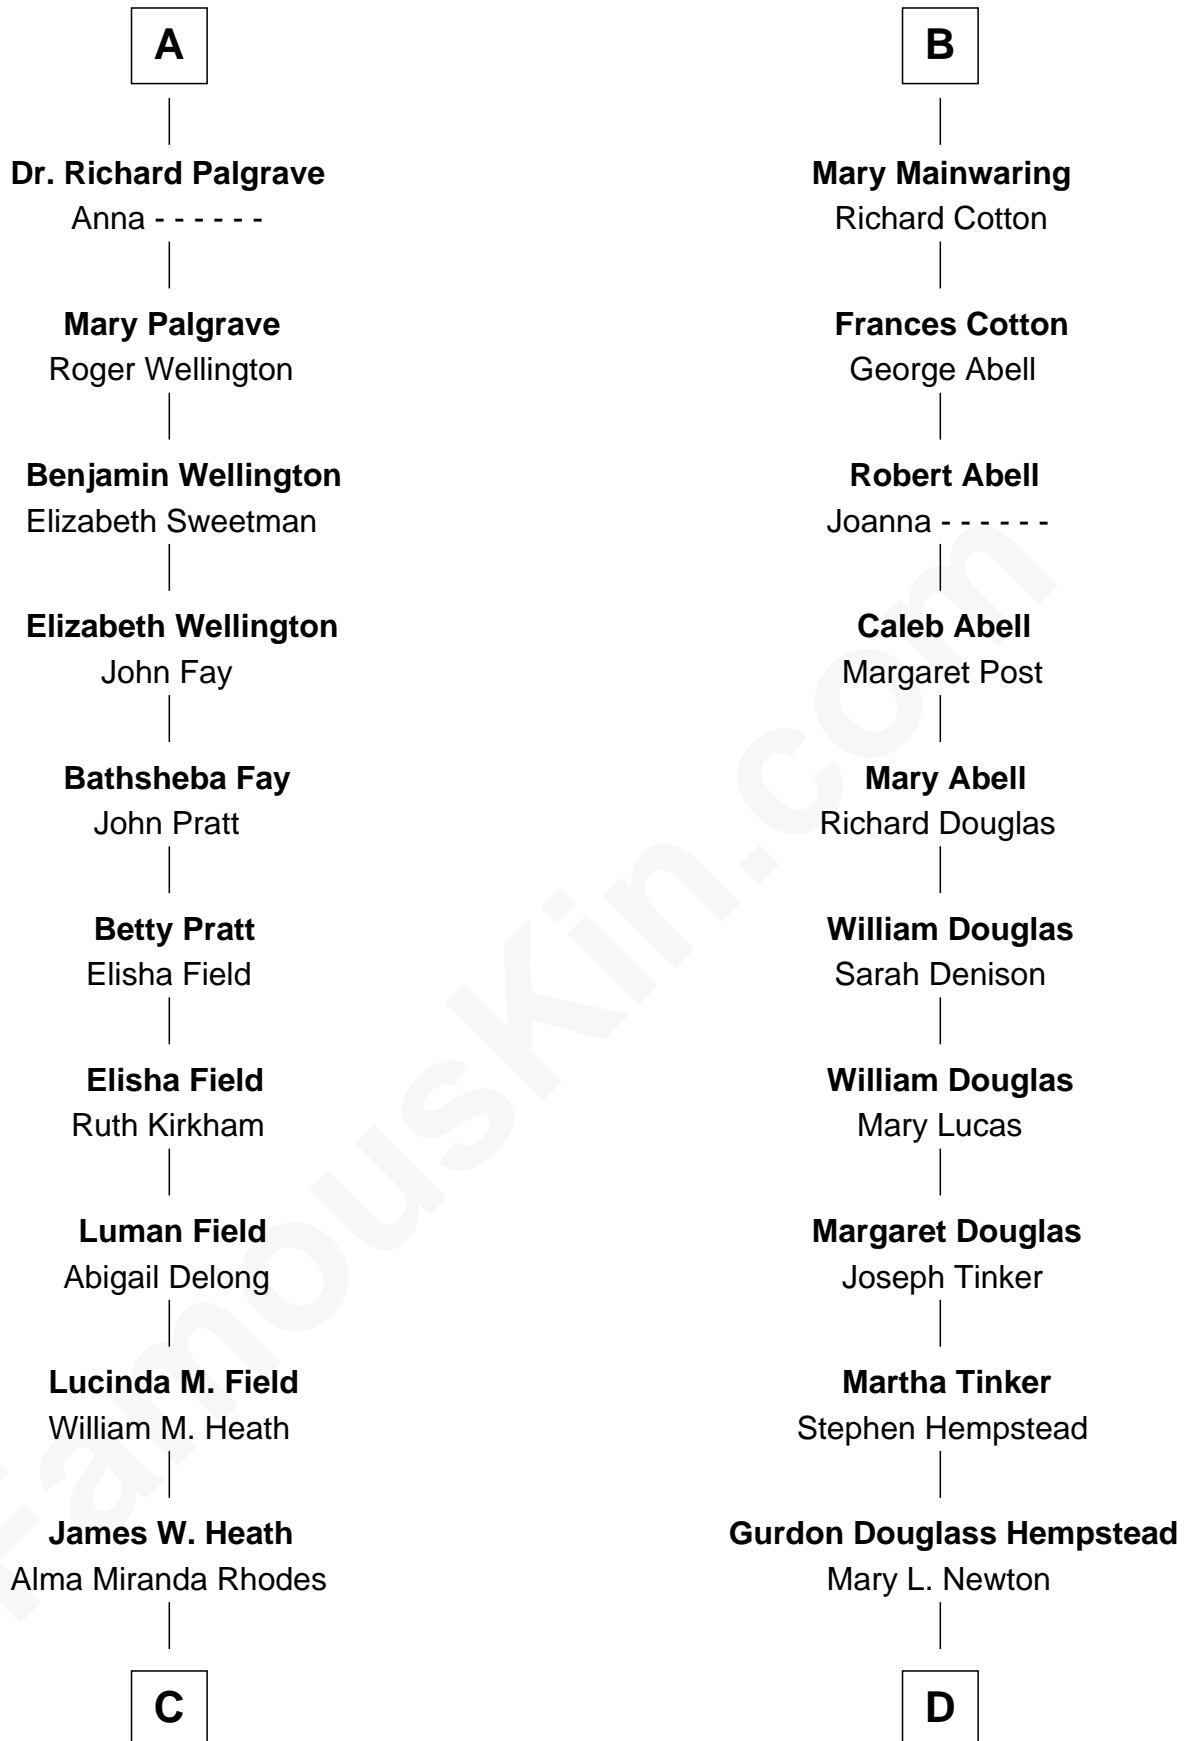 A
Dr. Richard Palgrave
Anna - - - - - -
Mary Palgrave
Roger Wellington
Benjamin Wellington
Elizabeth Sweetman
Elizabeth Wellington
John Fay
Bathsheba Fay
John Pratt
Betty Pratt
Elisha Field
Elisha Field
Ruth Kirkham
Luman Field
Abigail Delong
Lucinda M. Field
William M. Heath
James W. Heath
Alma Miranda Rhodes
C
B
Mary Mainwaring
Richard Cotton
Frances Cotton
George Abell
Robert Abell
Joanna - - - - - -
Caleb Abell
Margaret Post
Mary Abell
Richard Douglas
William Douglas
Sarah Denison
William Douglas
Mary Lucas
Margaret Douglas
Joseph Tinker
Martha Tinker
Stephen Hempstead
Gurdon Douglass Hempstead
Mary L. Newton
D
FamousKin.com